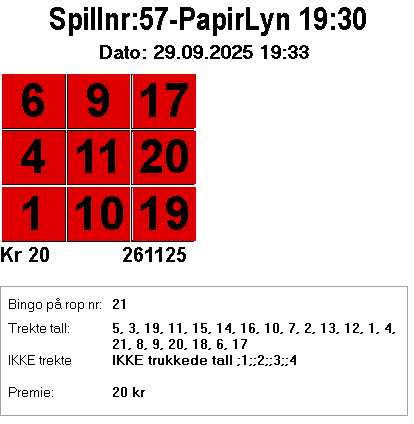 Spillnr:57-PapirLyn 19:30
Dato: 29.09.2025 19:33
6 9 17
4 11 20
1 10 19
Kr 20 261125
Bingo på rop nr: 21
Trekte tall: 5, 3, 19, 11, 15, 14, 16, 10, 7, 2, 13, 12, 1, 4,
21, 8, 9, 20, 18, 6, 17
IKKE trekte IKKE trukkede tall ;1;;2;;3;;4
Premie: 20 kr